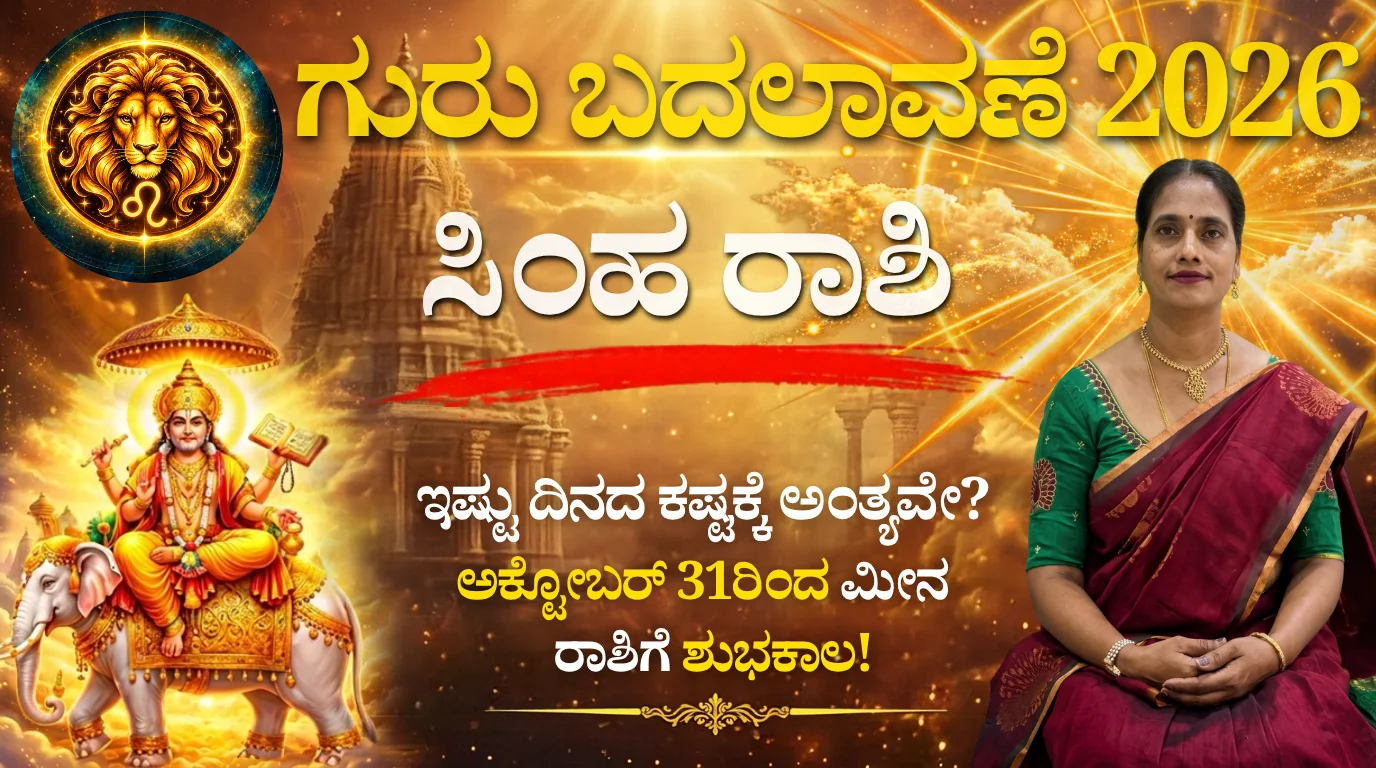 ಗುರು ಬದಲಾವಣೆ 2026
ಸಿಂಹ ರಾಶಿ
ಇಷ್ಟು ದಿನದ ಕಷ್ಟಕ್ಕೆ ಅಂತ್ಯವೇ?
ಅಕ್ಟೋಬರ್ 31ರಿಂದ ಮೀನ
ರಾಶಿಗೆ ಶುಭಕಾಲ!